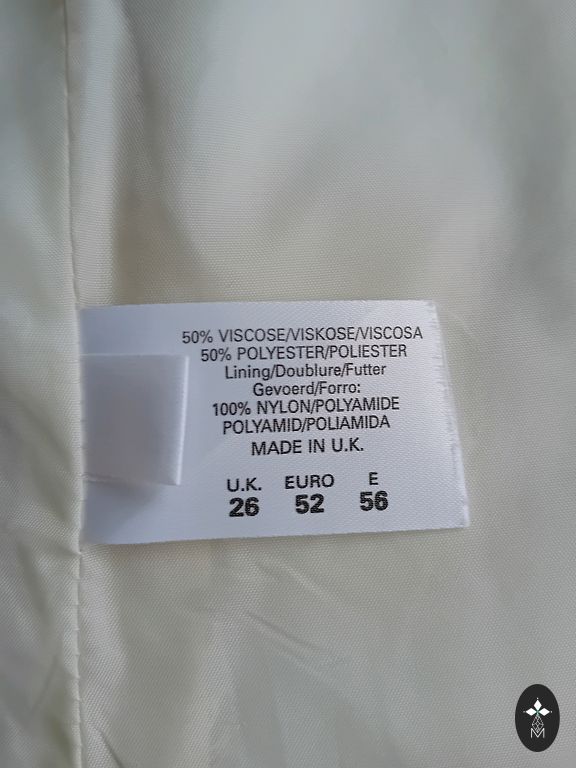 50% VISCOSE/VISKOSE/VISCOSA
50% POLYESTER/POLIESTER
Lining/Doublure/Futter
Gevoerd/Forro:
100% NYLON/POLYAMIDE
POLYAMID/POLIAMIDA
MADE IN U.K.
U.K. EURO E
26 52 56
M